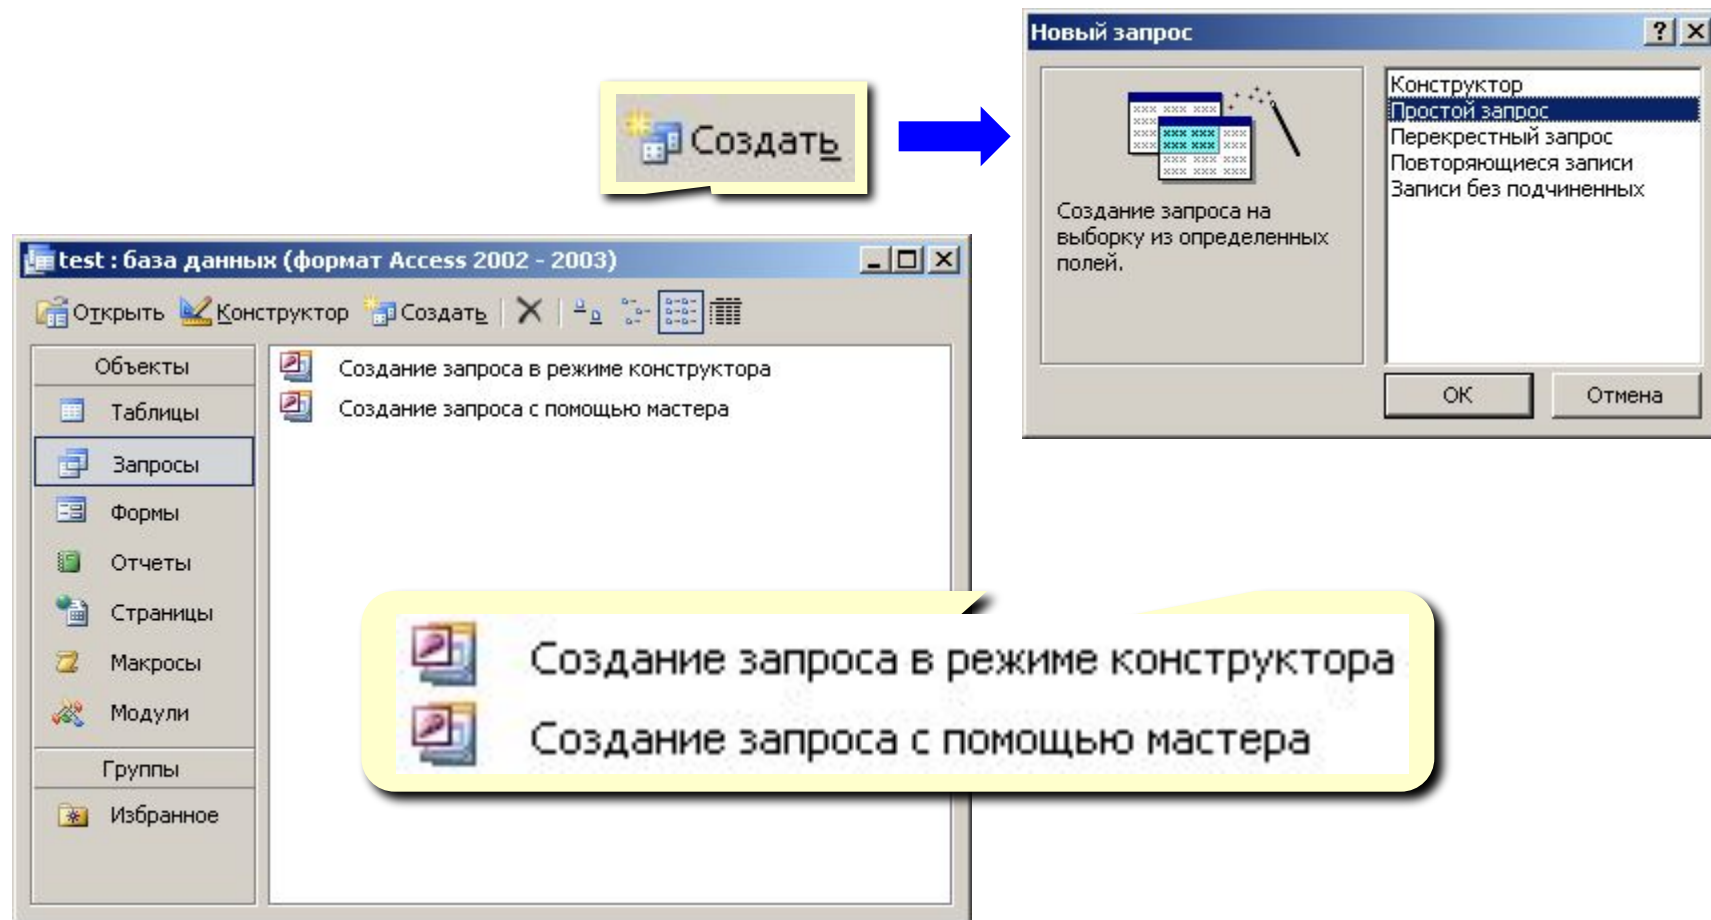 Создать
Новый запрос
Конструктор
Простой запрос
Перекрестный запрос
Повторяющиеся записи
Записи без подчиненных
Создание запроса на
выборку из определенных
полей.
ОК
Отмена
test : база данных (формат Access 2002 - 2003)
Открыть Конструктор Создать
Объекты
Таблицы
Запросы
Формы
Отчеты
Страницы
Макросы
Модули
Группы
Избранное
Создание запроса в режиме конструктора
Создание запроса с помощью мастера
Создание запроса в режиме конструктора
Создание запроса с помощью мастера